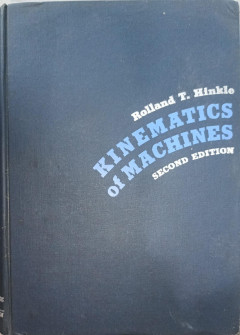 Rolland T. Hinkle
KINEMATICS
of MACHINES
SECOND EDITION